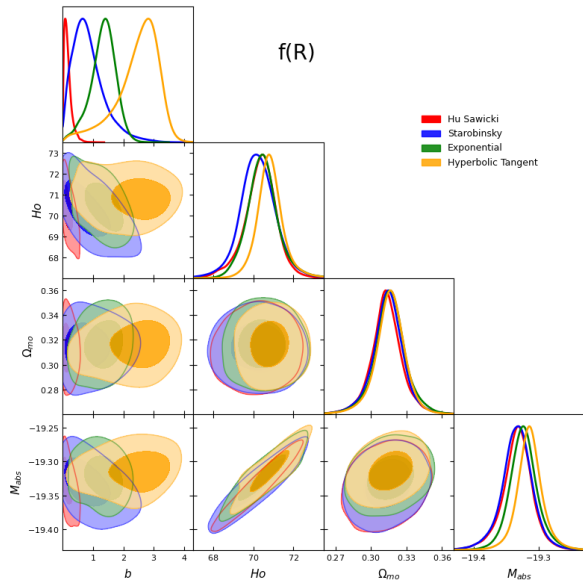 f(R)
Hu Sawicki
Starobinsky
Exponential
Hyperbolic Tangent
73
72
71
70
69
68
67
Ho
0.36
0.34
0.32
0.30
0.28
Ωmo
−19.25
−19.30
−19.35
−19.40
Mabs
1 2 3 4
b
68 70 72
Ho
0.27 0.30 0.33 0.36
Ωmo
−19.4 −19.3
Mabs